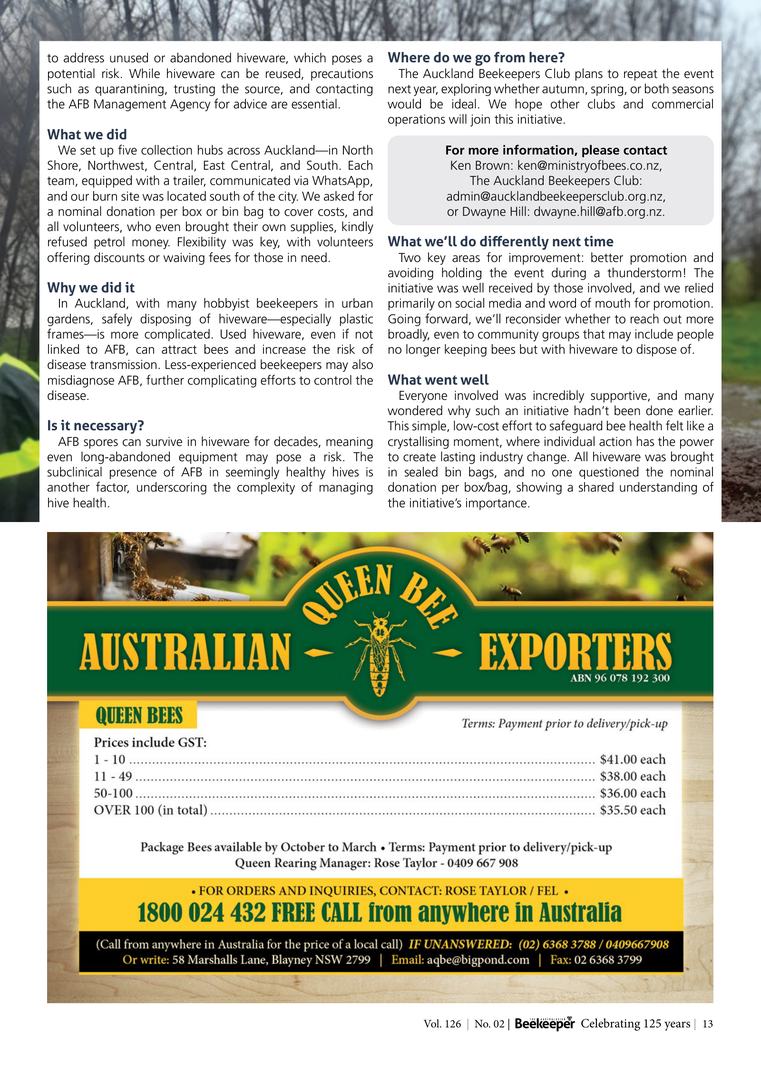 to address unused or abandoned hiveware, which poses a
potential risk. While hiveware can be reused, precautions
such as quarantining, trusting the source, and contacting
the AFB Management Agency for advice are essential.
What we did
We set up five collection hubs across Auckland—in North
Shore, Northwest, Central, East Central, and South. Each
team, equipped with a trailer, communicated via WhatsApp,
and our burn site was located south of the city. We asked for
a nominal donation per box or bin bag to cover costs, and
all volunteers, who even brought their own supplies, kindly
refused petrol money. Flexibility was key, with volunteers
offering discounts or waiving fees for those in need.
Why we did it
In Auckland, with many hobbyist beekeepers in urban
gardens, safely disposing of hiveware—especially plastic
frames—is more complicated. Used hiveware, even if not
linked to AFB, can attract bees and increase the risk of
disease transmission. Less-experienced beekeepers may also
misdiagnose AFB, further complicating efforts to control the
disease.
Is it necessary?
AFB spores can survive in hiveware for decades, meaning
even long-abandoned equipment may pose a risk. The
subclinical presence of AFB in seemingly healthy hives is
another factor, underscoring the complexity of managing
hive health.
Where do we go from here?
The Auckland Beekeepers Club plans to repeat the event
next year, exploring whether autumn, spring, or both seasons
would be ideal. We hope other clubs and commercial
operations will join this initiative.
For more information, please contact
Ken Brown: ken@ministryofbees.co.nz,
The Auckland Beekeepers Club:
admin@aucklandbeekeepersclub.org.nz,
or Dwayne Hill: dwayne.hill@afb.org.nz.
What we'll do differently next time
Two key areas for improvement: better promotion and
avoiding holding the event during a thunderstorm! The
initiative was well received by those involved, and we relied
primarily on social media and word of mouth for promotion.
Going forward, we'll reconsider whether to reach out more
broadly, even to community groups that may include people
no longer keeping bees but with hiveware to dispose of.
What went well
Everyone involved was incredibly supportive, and many
wondered why such an initiative hadn't been done earlier.
This simple, low-cost effort to safeguard bee health felt like a
crystallising moment, where individual action has the power
to create lasting industry change. All hiveware was brought
in sealed bin bags, and no one questioned the nominal
donation per box/bag, showing a shared understanding of
the initiative's importance.
QUEEN BEE
AUSTRALIAN EXPORTERS
ABN 96 078 192 300
QUEEN BEES
Terms: Payment prior to delivery/pick-up
Prices include GST:
1 - 10 ........ $41.00 each
11 - 49 ........ $38.00 each
50-100 ........ $36.00 each
OVER 100 (in total) ........ $35.50 each
Package Bees available by October to March • Terms: Payment prior to delivery/pick-up
Queen Rearing Manager: Rose Taylor - 0409 667 908
• FOR ORDERS AND INQUIRIES, CONTACT: ROSE TAYLOR / FEL •
1800 024 432 FREE CALL from anywhere in Australia
(Call from anywhere in Australia for the price of a local call) IF UNANSWERED: (02) 6368 3788 / 0409667908
Or write: 58 Marshalls Lane, Blayney NSW 2799 | Email: aqbe@bigpond.com | Fax: 02 6368 3799
Vol. 126 | No. 02 | Beekeeper Celebrating 125 years | 13